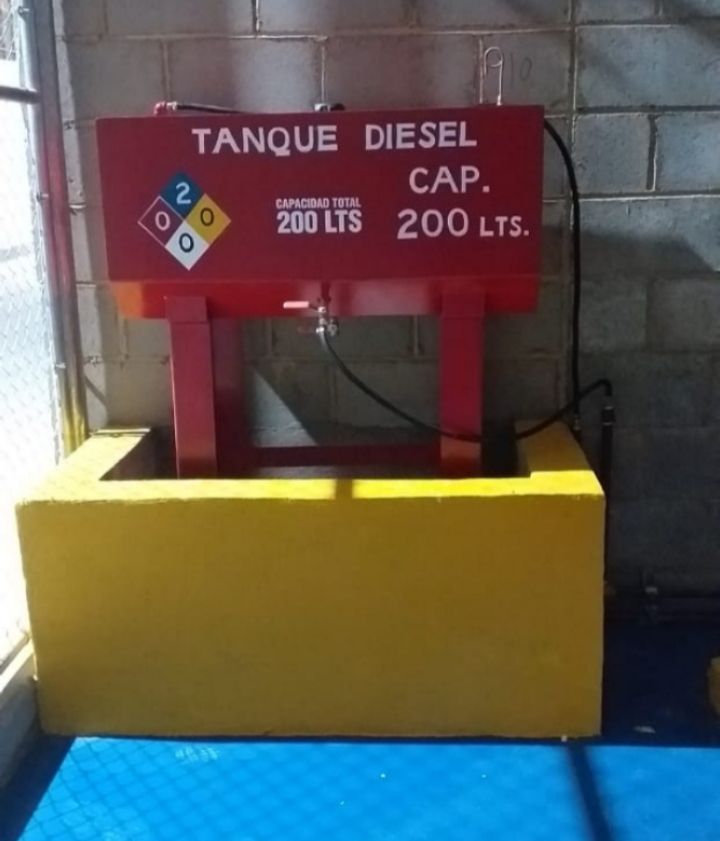 TANQUE DIESEL
CAP.
200 LTS.
CAPACIDAD TOTAL
200 LTS
2
0 0
0